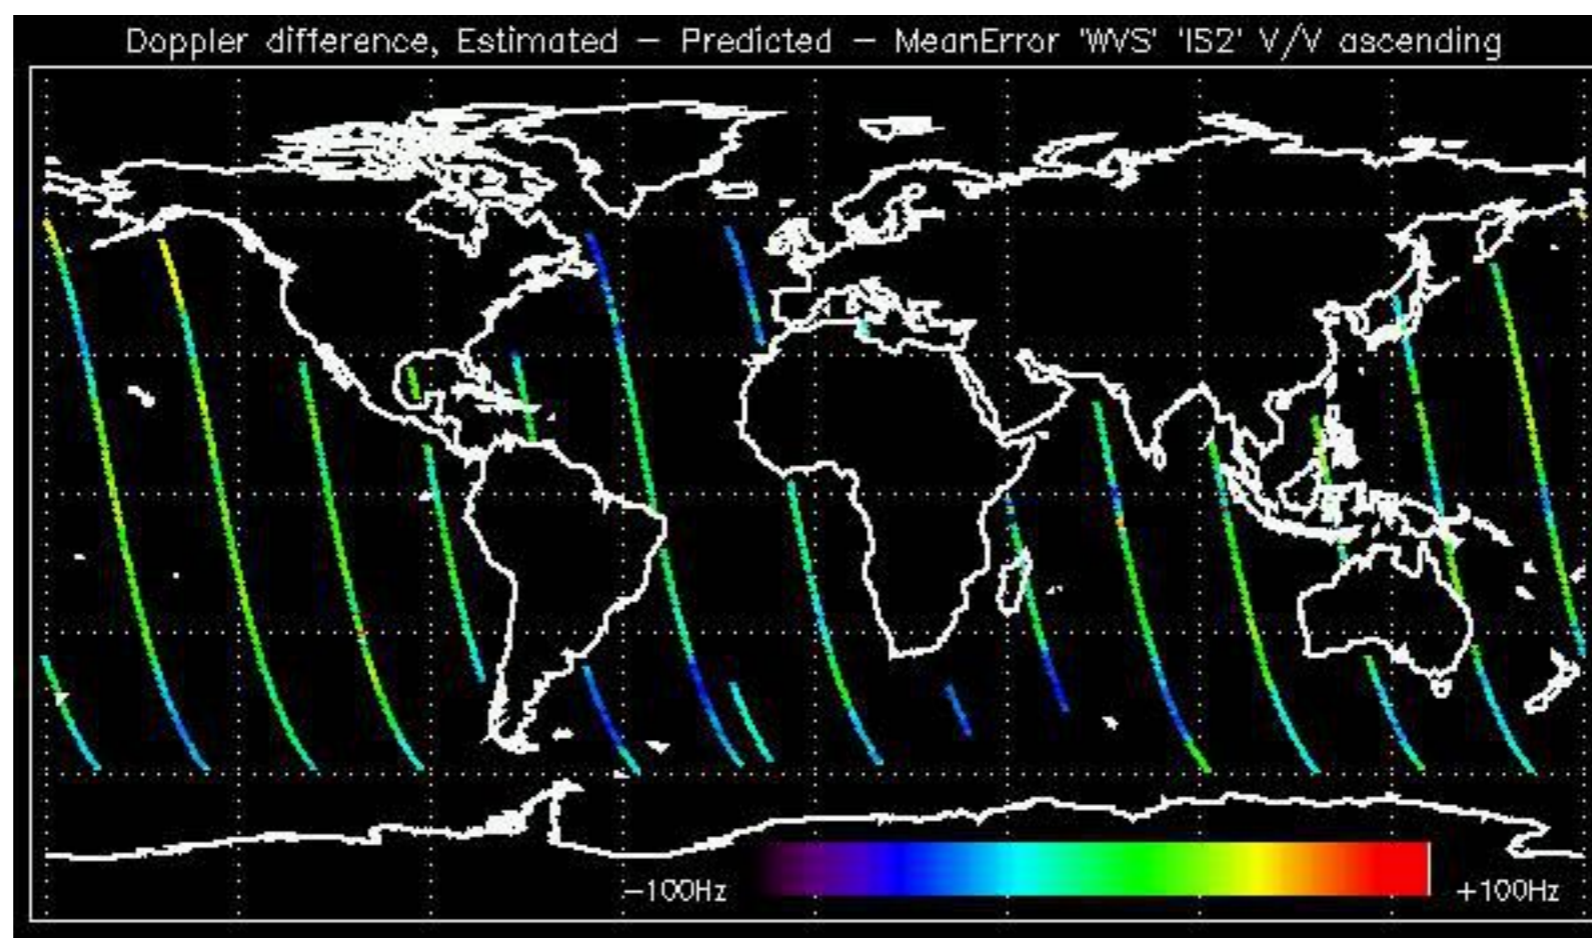 Doppler difference, Estimated – Predicted – MeanError 'WVS' 'IS2' V/V ascending
–100Hz
+100Hz